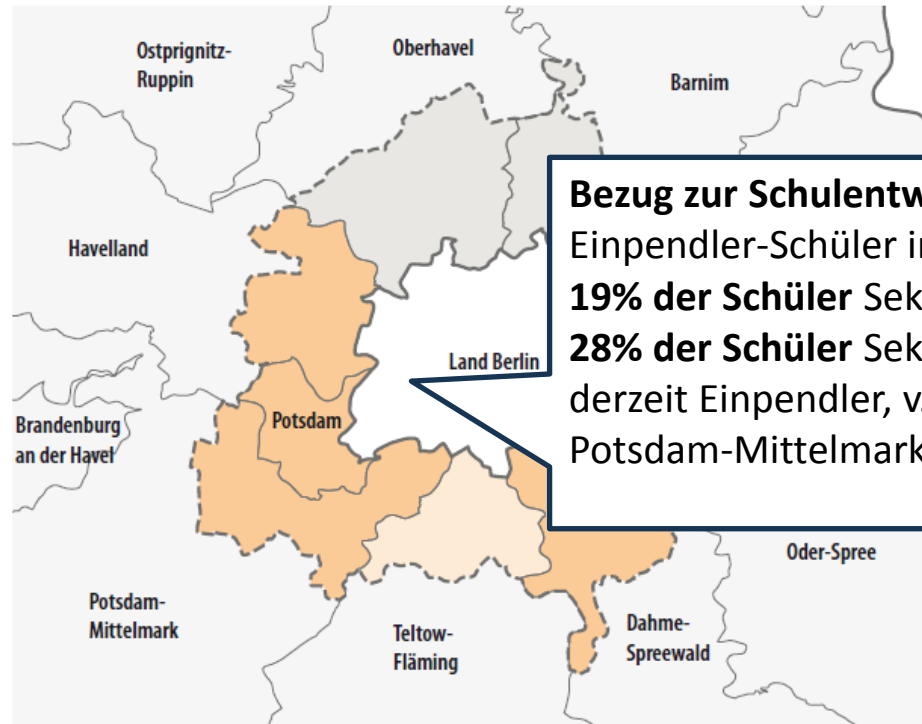 Ostprignitz-
Ruppin
Oberhavel
Barnim
Havelland
Land Berlin
Brandenburg
an der Havel
Potsdam
Bezug zur Schulentw
Einpendler-Schüler in
19% der Schüler Sek
28% der Schüler Sek
derzeit Einpendler, v.
Potsdam-Mittelmark
Oder-Spree
Potsdam-
Mittelmark
Teltow-
Fläming
Dahme-
Spreewald